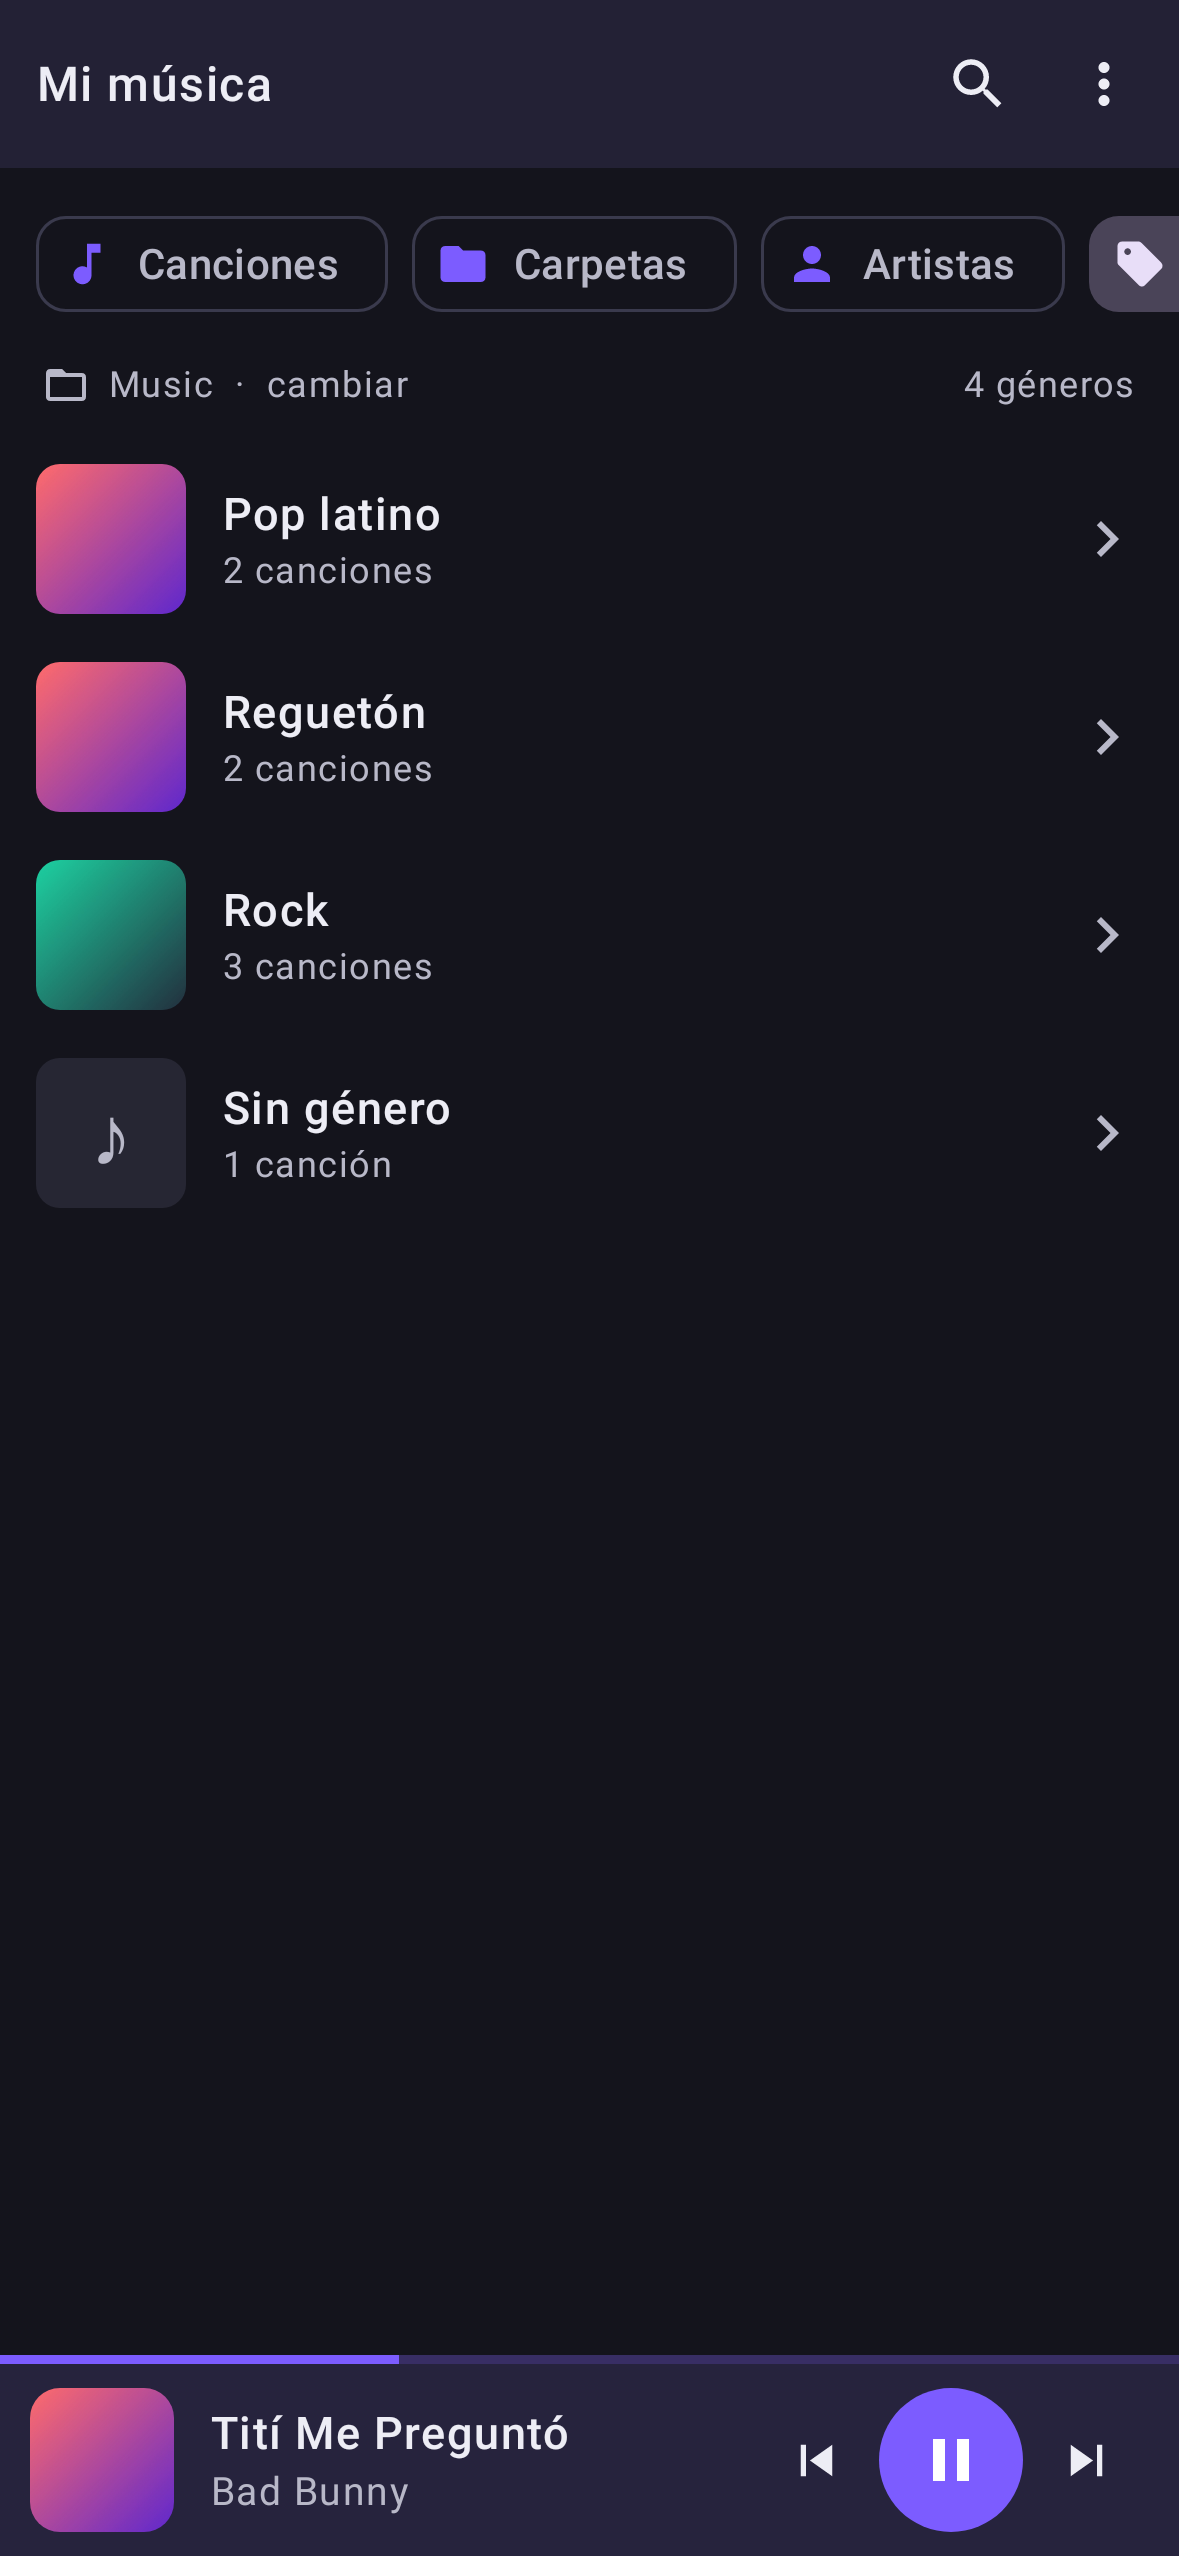 Mi música
Canciones
Carpetas
Artistas
Music · cambiar
4 géneros
Pop latino
2 canciones
Reguetón
2 canciones
Rock
3 canciones
Sin género
1 canción
Tití Me Preguntó
Bad Bunny